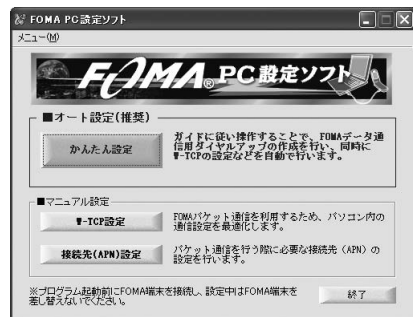 FOMA PC設定ソフト
メニュー(M)
FOMA® PC設定ソフト
■オート設定(推奨)
かんたん設定
ガイドに従い操作することで、FOMAデータ通
信用ダイヤルアップの作成を行い、同時に
W-TCPの設定などを自動で行います。
■マニュアル設定
W-TCP設定
FOMAパケット通信を利用するため、パソコン内の
通信設定を最適化します。
接続先(APN)設定
パケット通信を行う際に必要な接続先(APN)の
設定を行います。
※プログラム起動前にFOMA端末を接続し、設定中はFOMA端末を
差し替えないでください。
終了